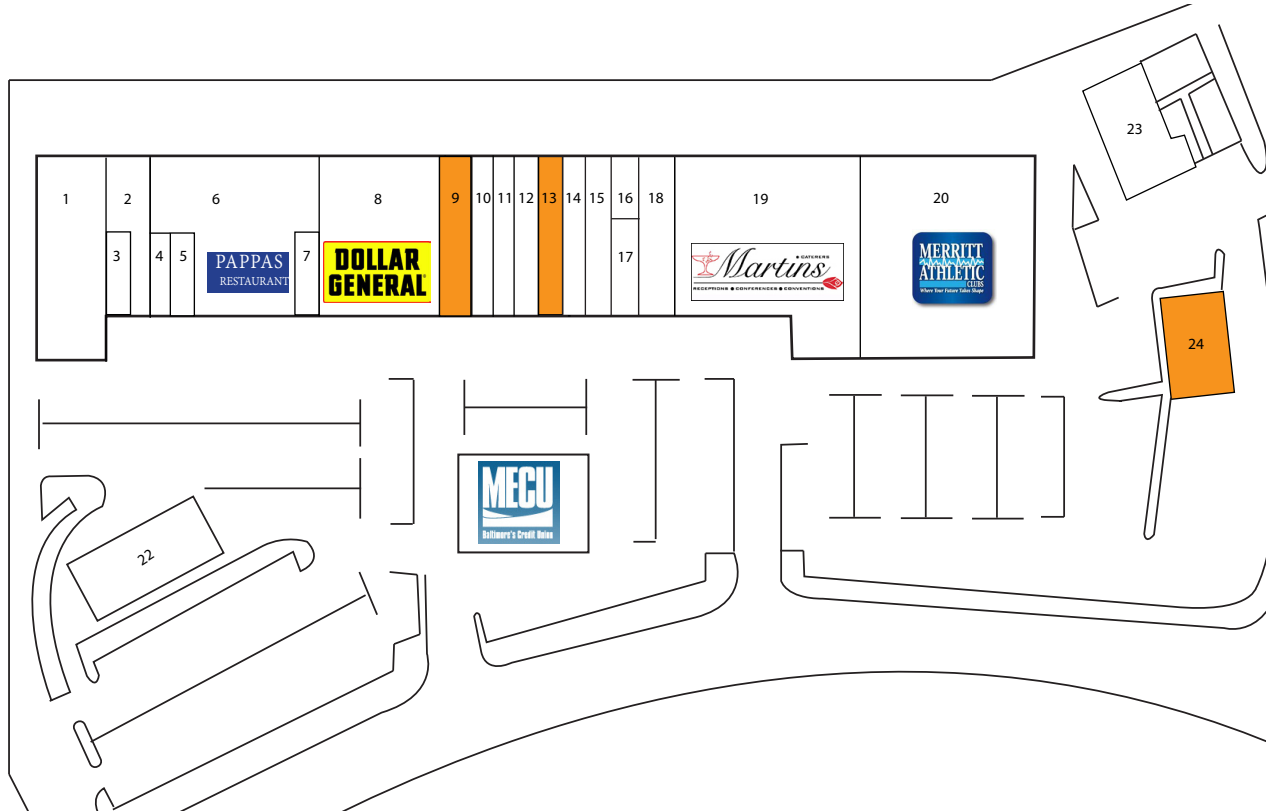 23
1
2
6
8
9
10
11
12
13
14
15
16
18
19
20
3
4
5
PAPPAS
RESTAURANT
7
DOLLAR
GENERAL
17
Martins
CATERERS
RECEPTIONS ● CONFERENCES ● CONVENTIONS
MERRITT
ATHLETIC
CLUBS
Where Your Future Takes Shape
24
MECU
Baltimore's Credit Union
22